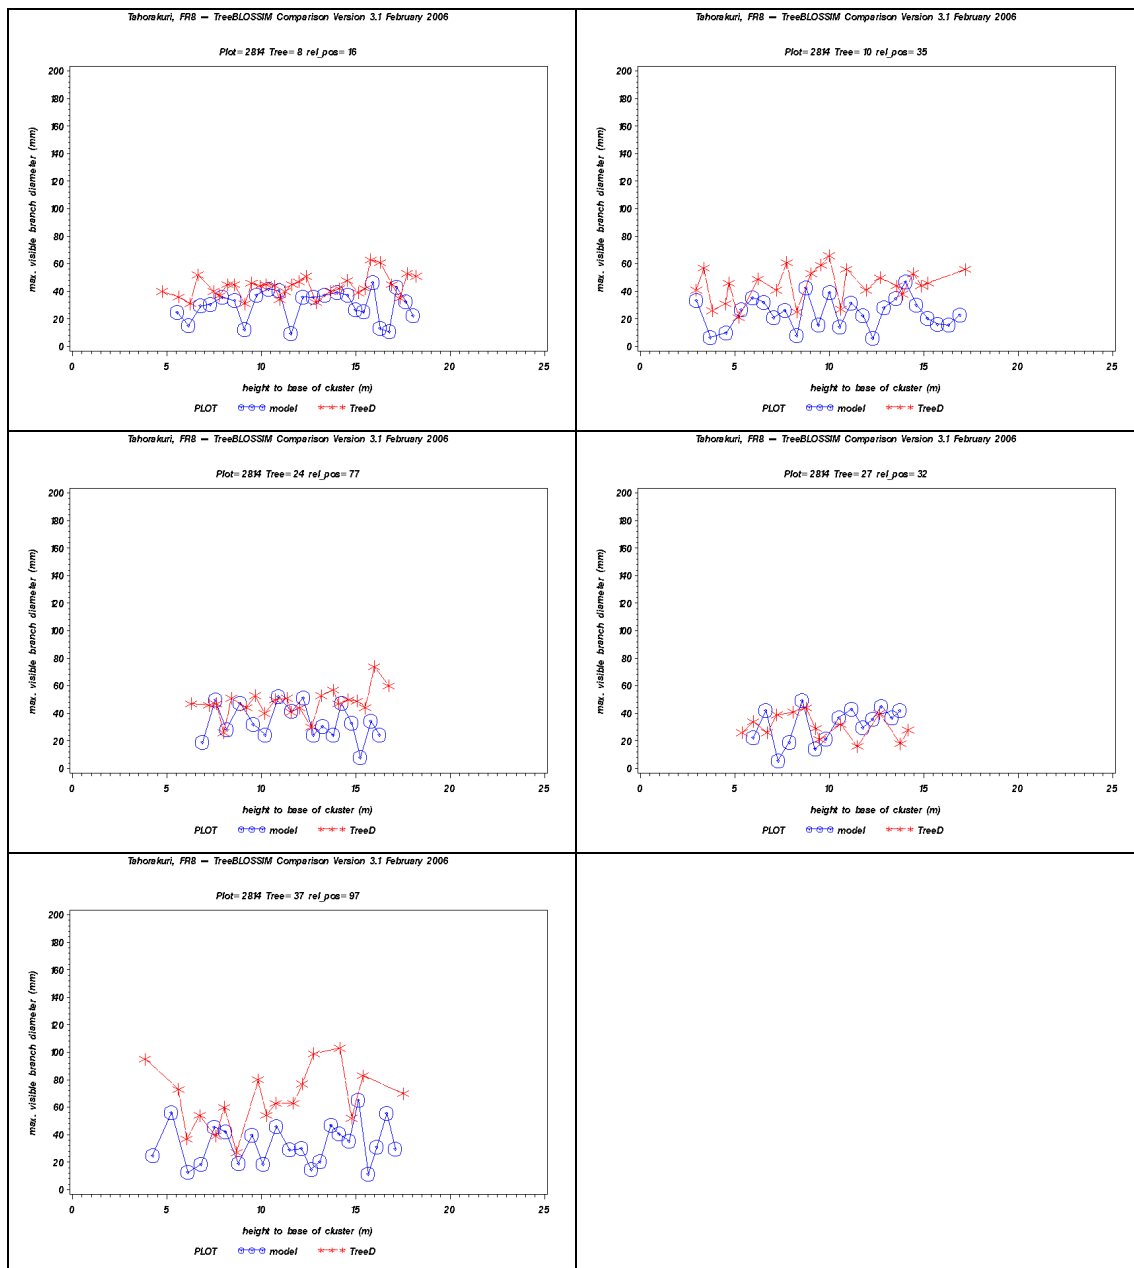 Tahorakuri, FR8 − TreeBLOSSIM Comparison Version 3.1 February 2006
Plot=2814 Tree=8 rel_pos=16
max. visible branch diameter (mm)
200
180
160
140
120
100
80
60
40
20
0
0 5 10 15 20 25
height to base of cluster (m)
PLOT model TreeD
Tahorakuri, FR8 − TreeBLOSSIM Comparison Version 3.1 February 2006
Plot=2814 Tree=10 rel_pos=35
max. visible branch diameter (mm)
200
180
160
140
120
100
80
60
40
20
0
0 5 10 15 20 25
height to base of cluster (m)
PLOT model TreeD
Tahorakuri, FR8 − TreeBLOSSIM Comparison Version 3.1 February 2006
Plot=2814 Tree=24 rel_pos=77
max. visible branch diameter (mm)
200
180
160
140
120
100
80
60
40
20
0
0 5 10 15 20 25
height to base of cluster (m)
PLOT model TreeD
Tahorakuri, FR8 − TreeBLOSSIM Comparison Version 3.1 February 2006
Plot=2814 Tree=27 rel_pos=32
max. visible branch diameter (mm)
200
180
160
140
120
100
80
60
40
20
0
0 5 10 15 20 25
height to base of cluster (m)
PLOT model TreeD
Tahorakuri, FR8 − TreeBLOSSIM Comparison Version 3.1 February 2006
Plot=2814 Tree=37 rel_pos=97
max. visible branch diameter (mm)
200
180
160
140
120
100
80
60
40
20
0
0 5 10 15 20 25
height to base of cluster (m)
PLOT model TreeD